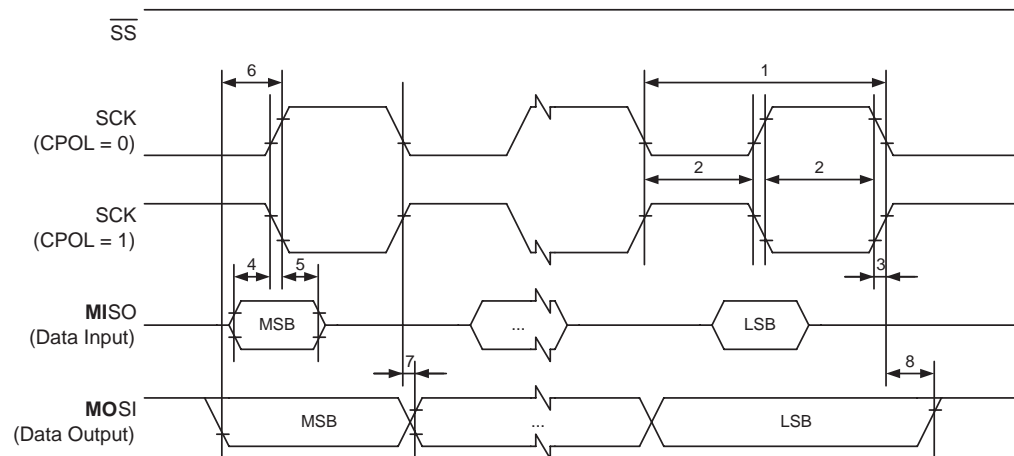 SS
6
1
SCK
(CPOL = 0)
2
2
SCK
(CPOL = 1)
4
5
3
MISO
(Data Input)
MSB
...
LSB
7
8
MOSI
(Data Output)
MSB
...
LSB